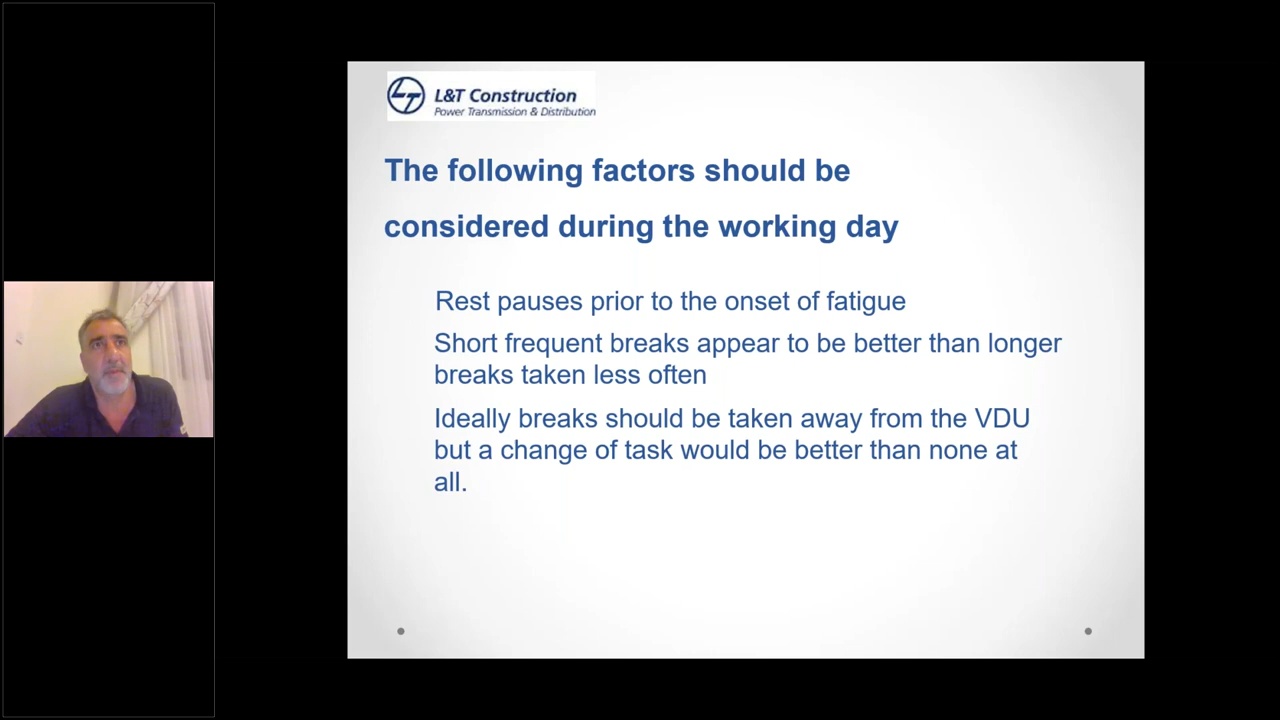 L&T Construction
Power Transmission & Distribution
The following factors should be
considered during the working day
Rest pauses prior to the onset of fatigue
Short frequent breaks appear to be better than longer
breaks taken less often
Ideally breaks should be taken away from the VDU
but a change of task would be better than none at
all.